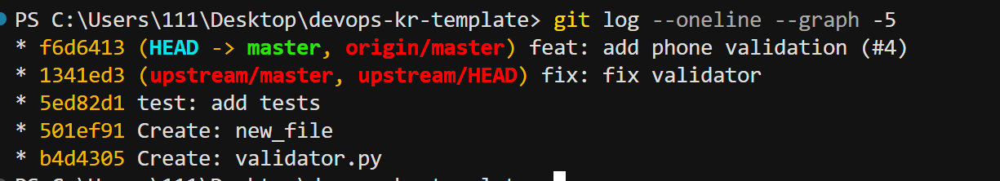 PS C:\Users\111\Desktop\devops-kr-template> git log --oneline --graph -5
* f6d6413 (HEAD -> master, origin/master) feat: add phone validation (#4)
* 1341ed3 (upstream/master, upstream/HEAD) fix: fix validator
* 5ed82d1 test: add tests
* 501ef91 Create: new_file
* b4d4305 Create: validator.py